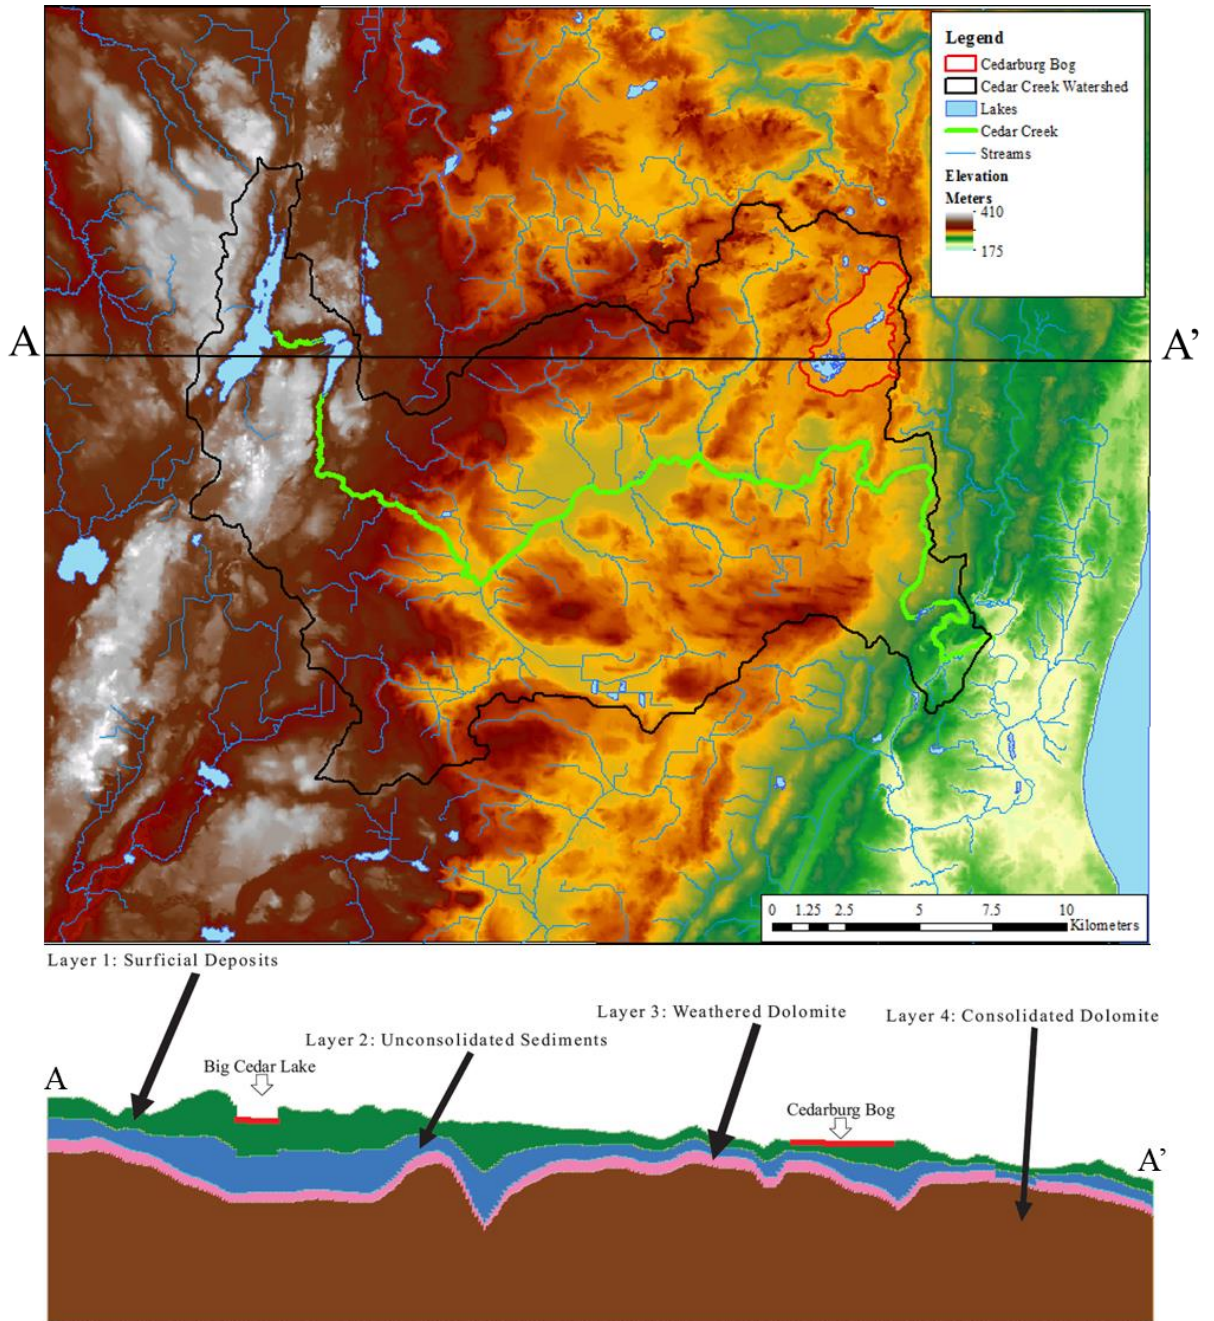 Legend
Cedarburg Bog
Cedar Creek Watershed
Lakes
Cedar Creek
Streams
Elevation
Meters
410
175
A
A’
0 1.25 2.5 5 7.5 10
Kilometers
Layer 1: Surficial Deposits
Layer 3: Weathered Dolomite
Layer 4: Consolidated Dolomite
Layer 2: Unconsolidated Sediments
Big Cedar Lake
A
Cedarburg Bog
A’